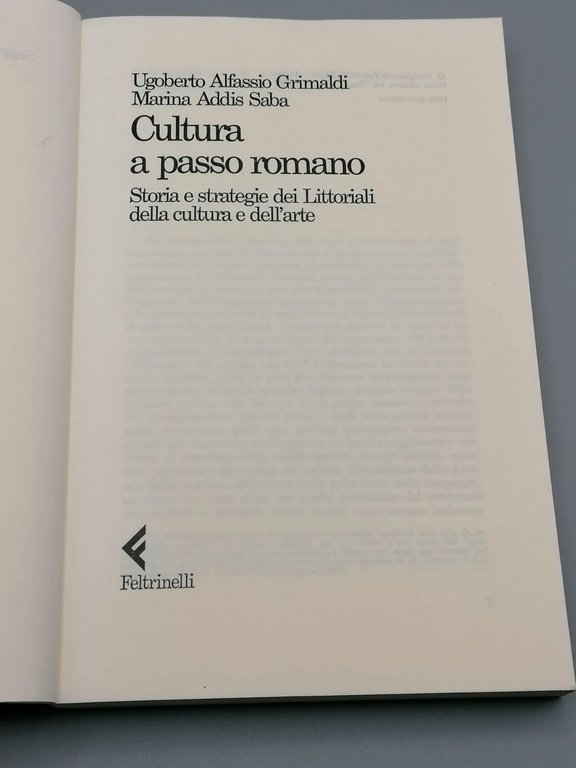 Ugoberto Alfassio Grimaldi
Marina Addis Saba
Cultura
a passo romano
Storia e strategie dei Littoriali
della cultura e dell'arte
Feltrinelli